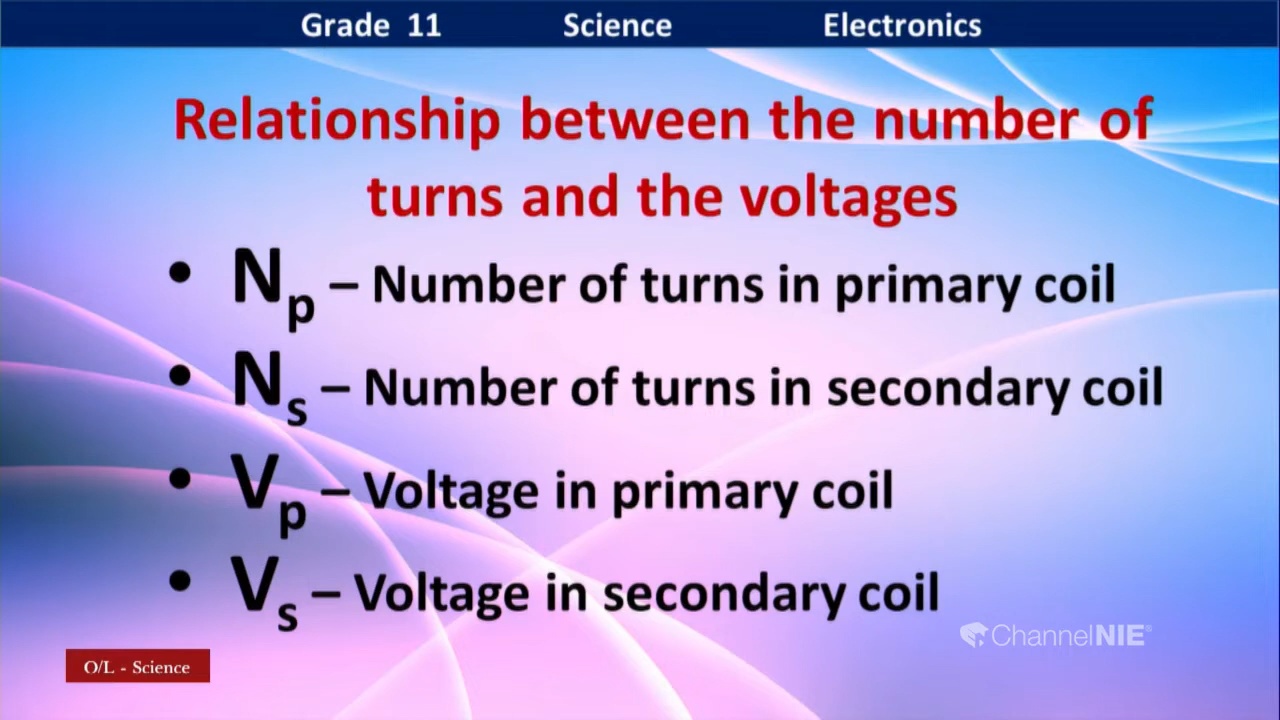 Grade 11 Science Electronics
Relationship between the number of
turns and the voltages
• Np – Number of turns in primary coil
• Ns – Number of turns in secondary coil
• Vp – Voltage in primary coil
• Vs – Voltage in secondary coil
ChannelNIE®
O/L - Science